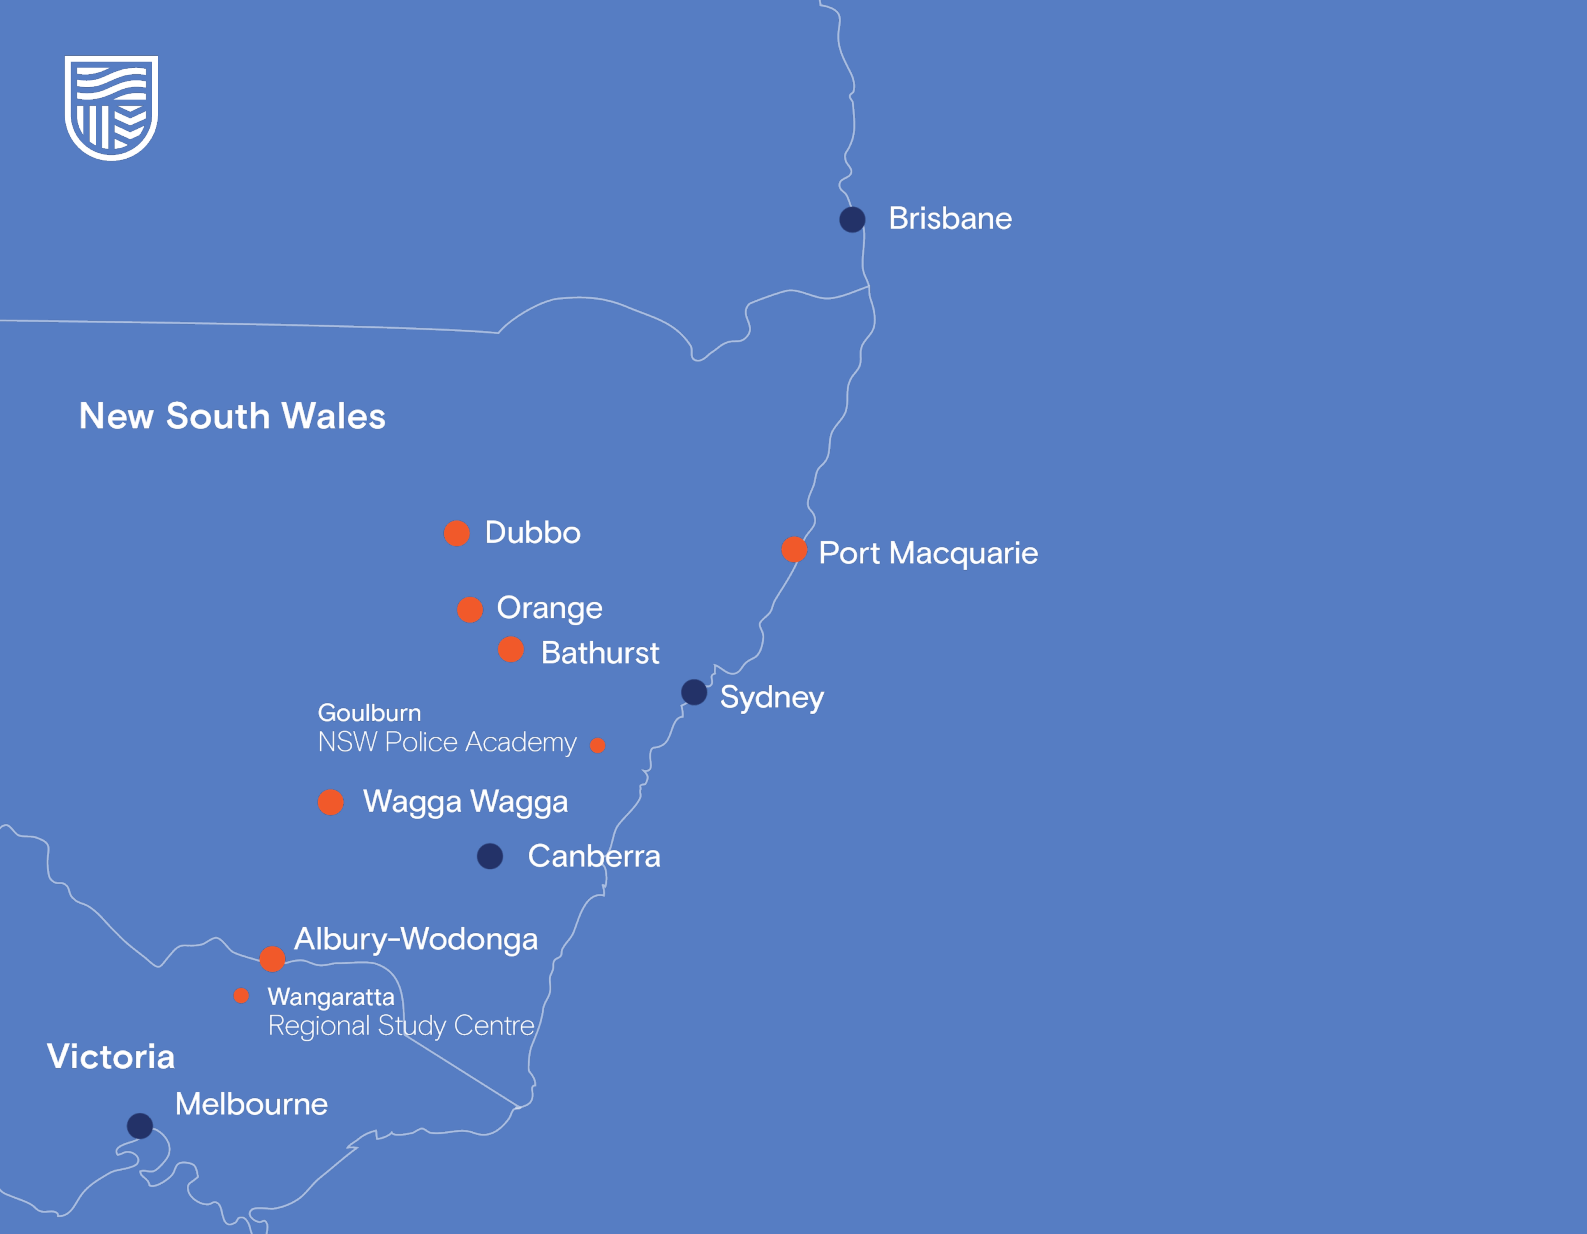 Brisbane
New South Wales
Dubbo
Port Macquarie
Orange
Bathurst
Sydney
Goulburn
NSW Police Academy
Wagga Wagga
Canberra
Albury-Wodonga
Wangaratta
Regional Study Centre
Victoria
Melbourne